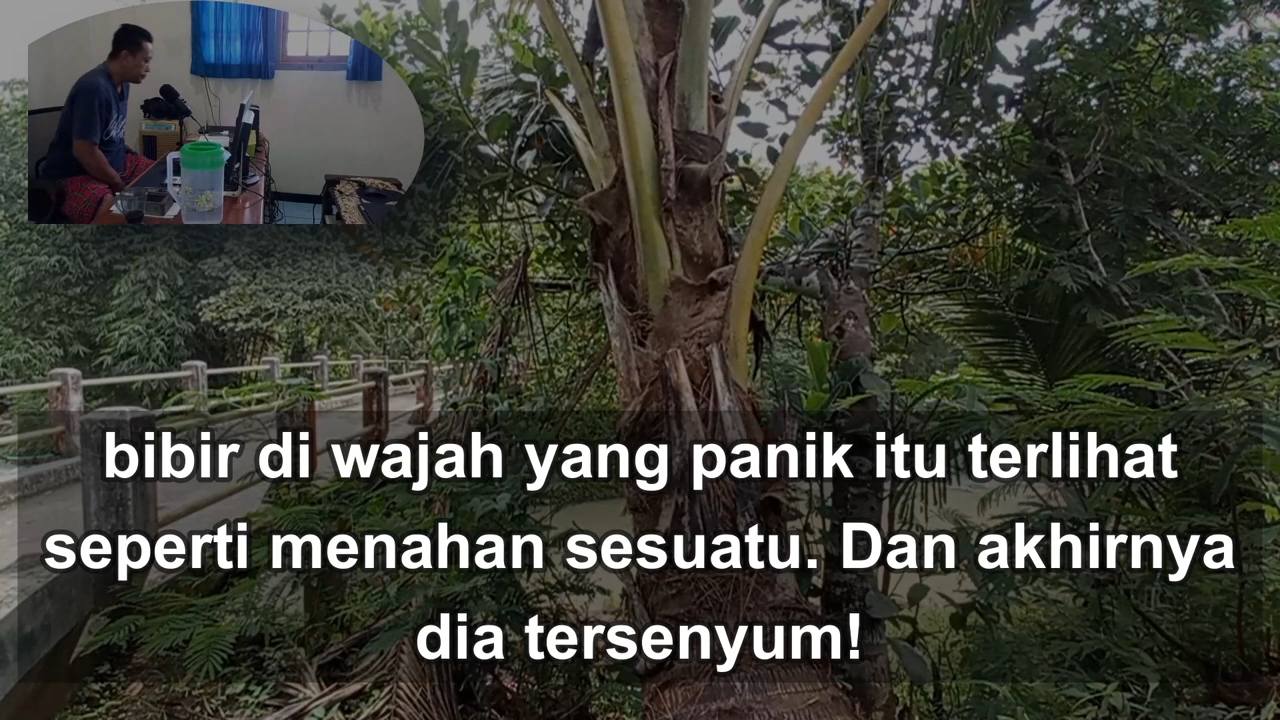 bibir di wajah yang panik itu terlihat
seperti menahan sesuatu. Dan akhirnya
dia tersenyum!